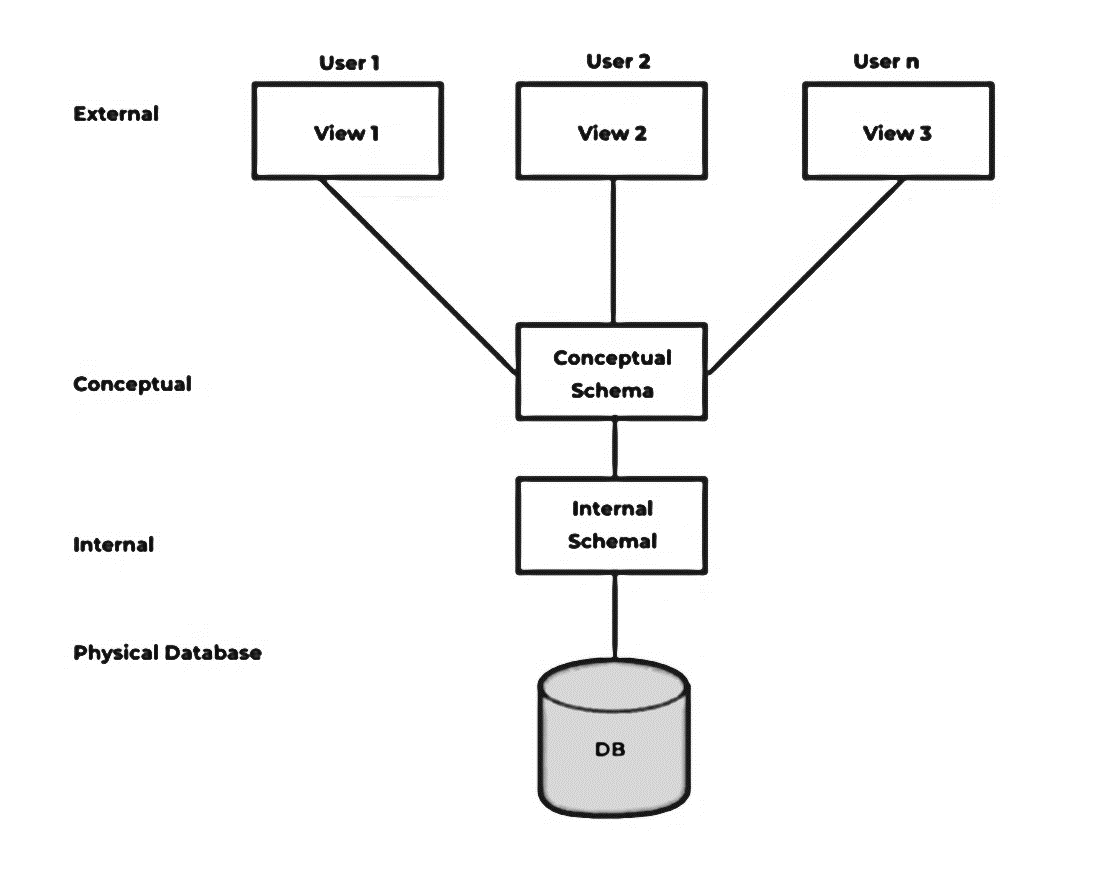 User 1
User 2
User n
External
View 1
View 2
View 3
Conceptual
Schema
Conceptual
Internal
Schemal
Internal
Physical Database
DB